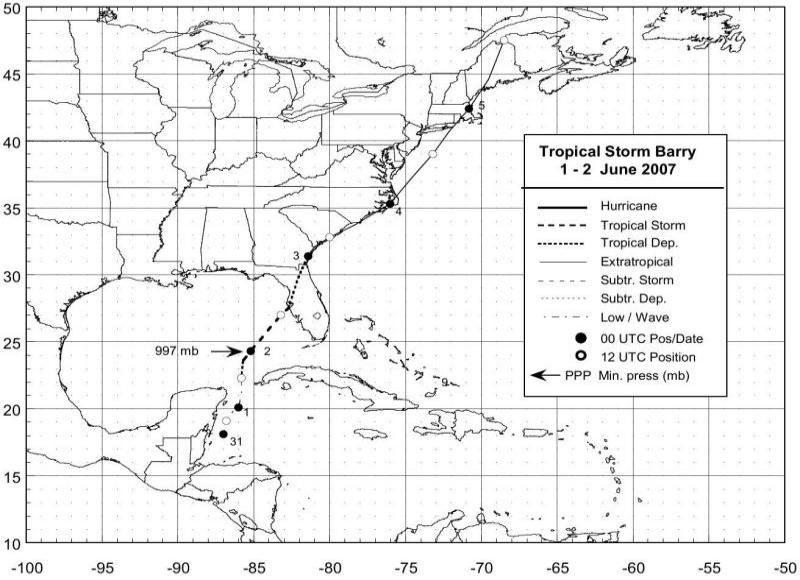 50
45
40
35
30
25
20
15
10
5
4
3
997 mb
2
1
31
Tropical Storm Barry
1 - 2 June 2007
Hurricane
Tropical Storm
Tropical Dep.
Extratropical
Subtr. Storm
Subtr. Dep.
Low / Wave
00 UTC Pos/Date
12 UTC Position
PPP Min. press (mb)
-100 -95 -90 -85 -80 -75 -70 -65 -60 -55 -50